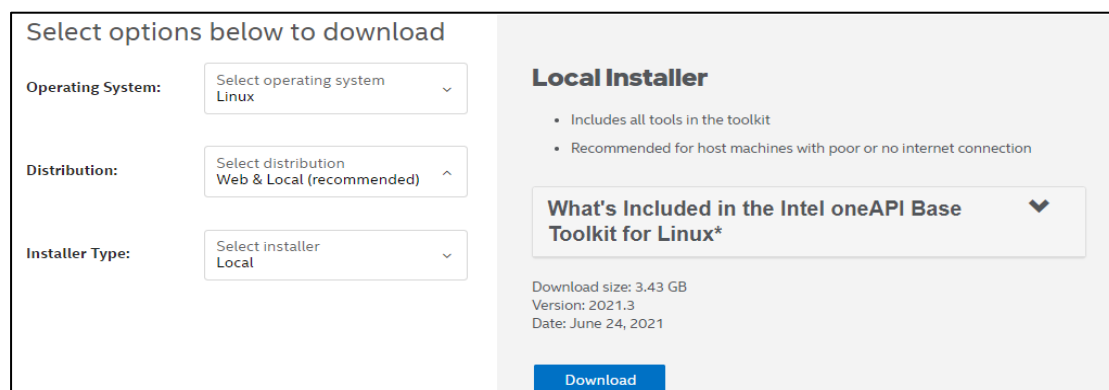 Select options below to download
Operating System:
Select operating system
Linux
Distribution:
Select distribution
Web & Local (recommended)
Installer Type:
Select installer
Local
Local Installer
• Includes all tools in the toolkit
• Recommended for host machines with poor or no internet connection
What's Included in the Intel oneAPI Base
Toolkit for Linux*
Download size: 3.43 GB
Version: 2021.3
Date: June 24, 2021
Download